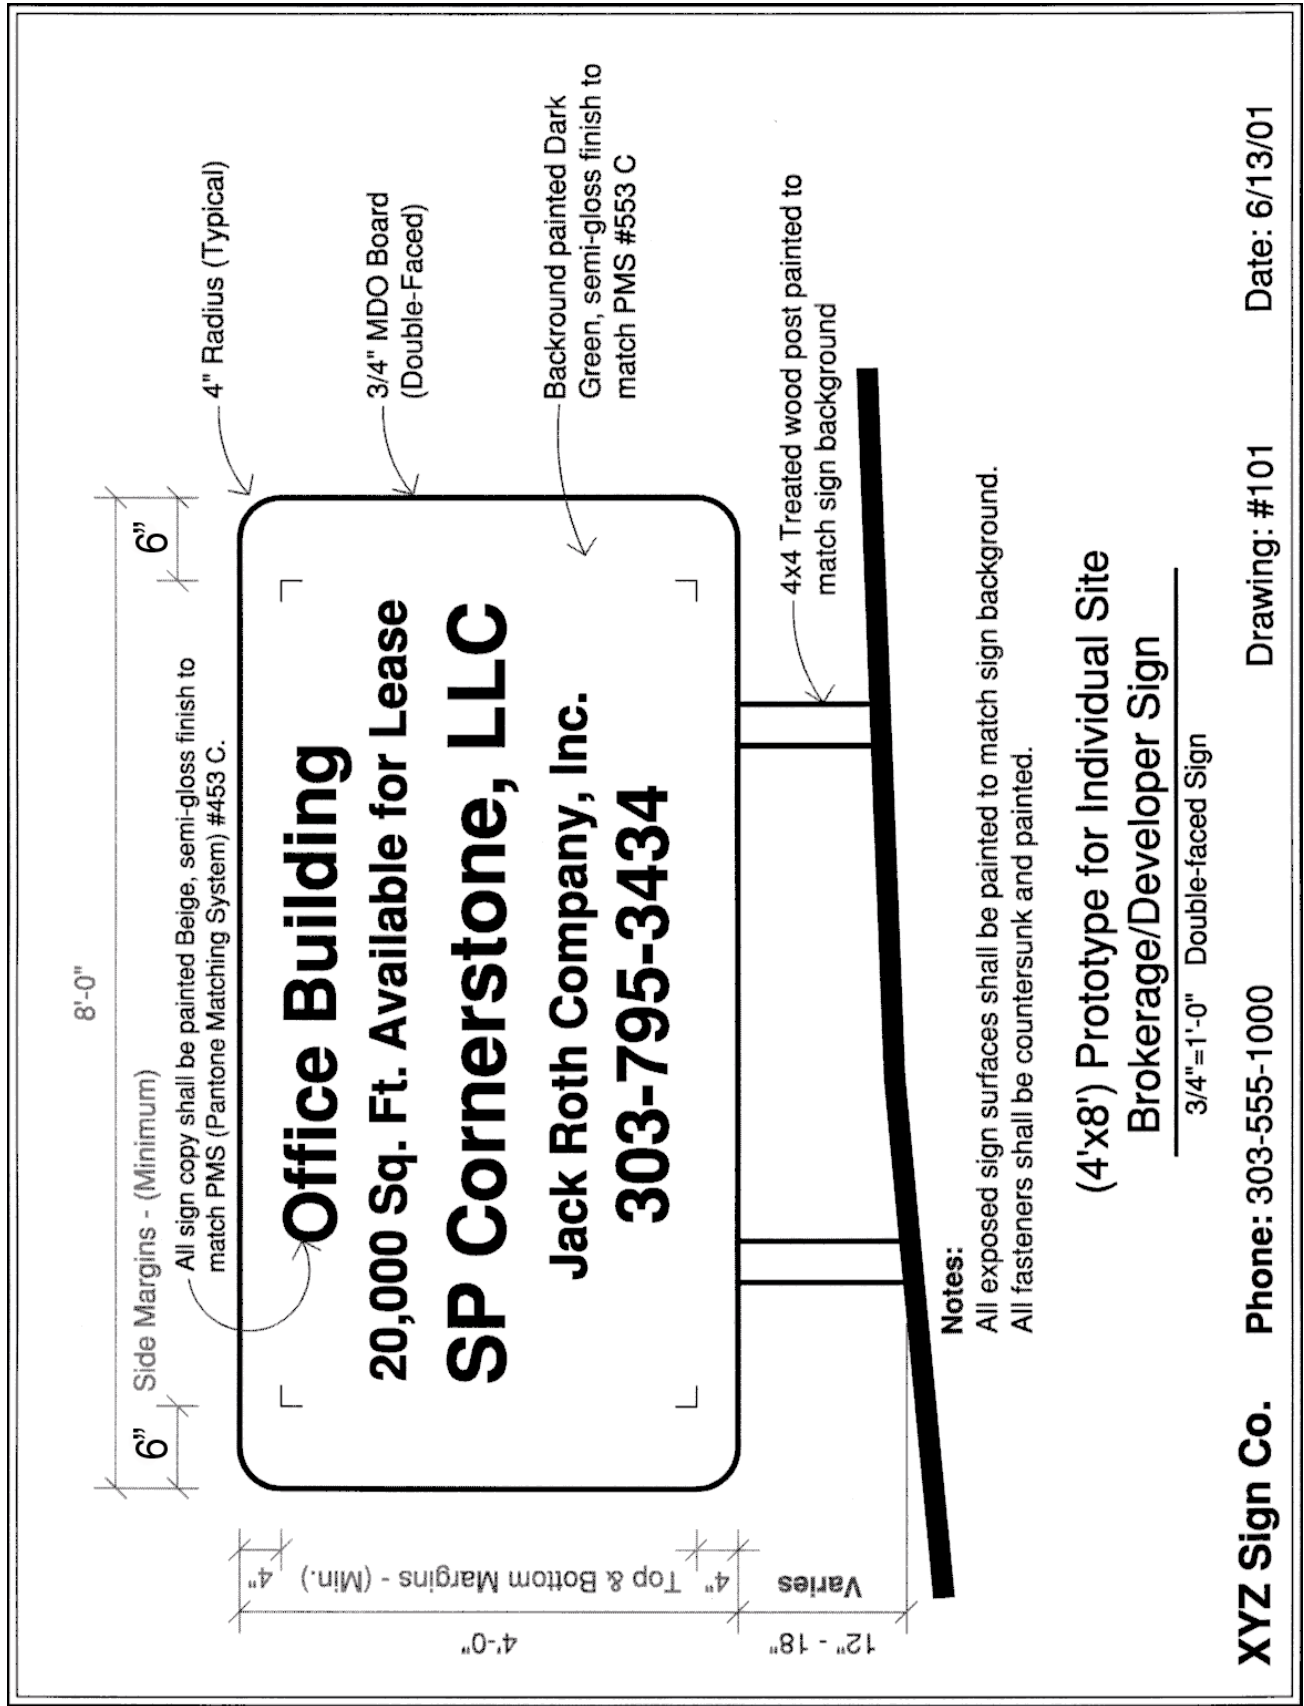 8'-0"
6”
Side Margins - (Minimum)
6”
All sign copy shall be painted Beige, semi-gloss finish to
match PMS (Pantone Matching System) #453 C.
4" Radius (Typical)
3/4" MDO Board
(Double-Faced)
Backround painted Dark
Green, semi-gloss finish to
match PMS #553 C
4x4 Treated wood post painted to
match sign background
4'-0"
4"
Top & Bottom Margins - (Min.)
4"
12" - 18"
Varies
Office Building
20,000 Sq. Ft. Available for Lease
SP Cornerstone, LLC
Jack Roth Company, Inc.
303-795-3434
Notes:
All exposed sign surfaces shall be painted to match sign background.
All fasteners shall be countersunk and painted.
(4'x8') Prototype for Individual Site
Brokerage/Developer Sign
3/4"=1'-0" Double-faced Sign
XYZ Sign Co. Phone: 303-555-1000 Drawing: #101 Date: 6/13/01